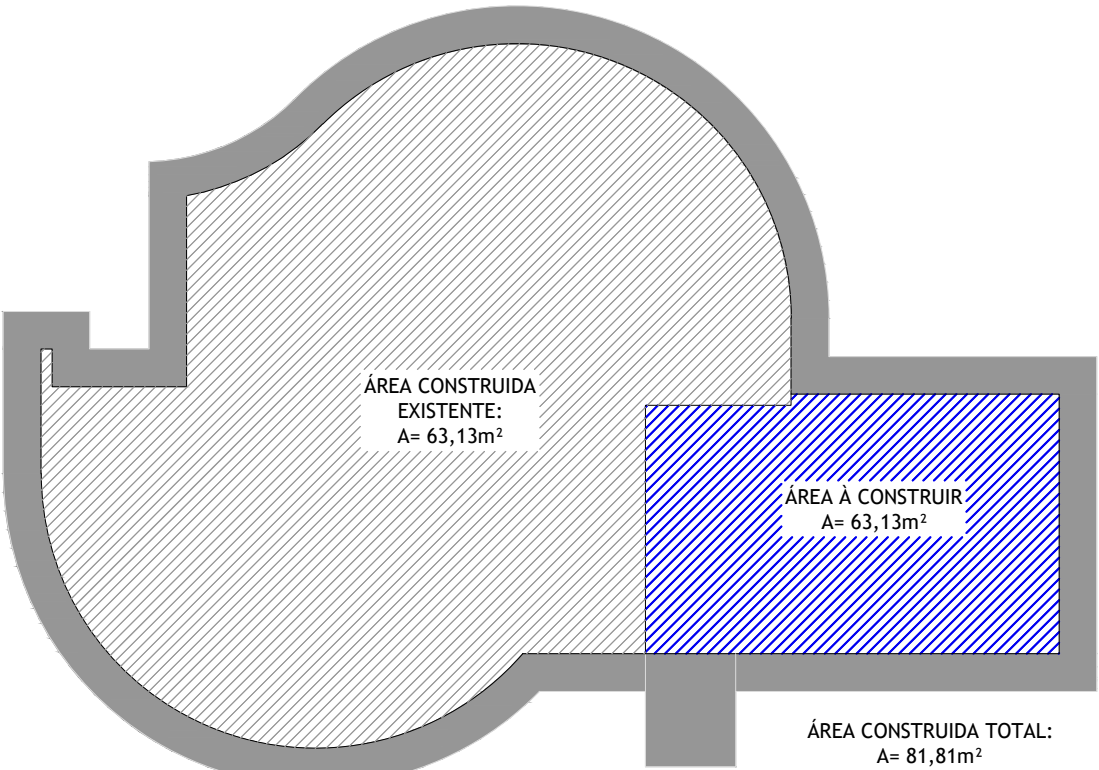 ÁREA CONSTRUIDA
EXISTENTE:
A= 63,13m²
ÁREA À CONSTRUIR
A= 63,13m²
ÁREA CONSTRUIDA TOTAL:
A= 81,81m²